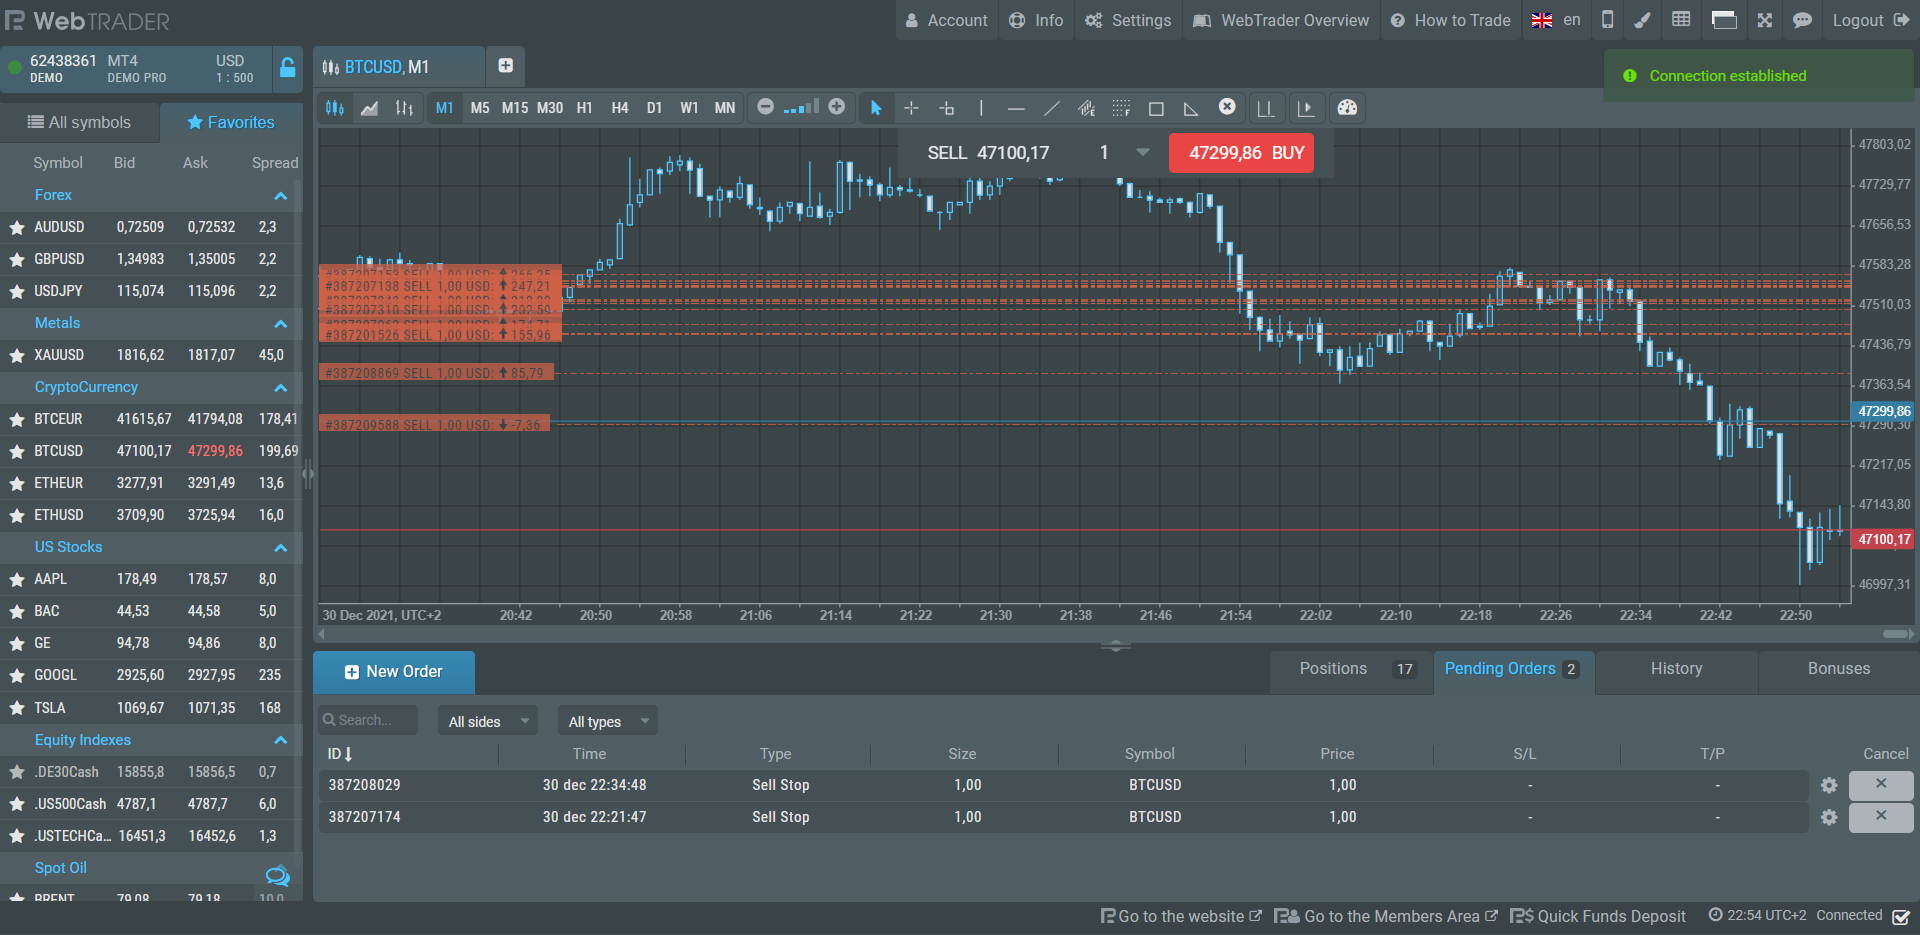 WebTRADER
Account
Info
Settings
WebTrader Overview
How to Trade
en
Logout
62438361 MT4 USD
DEMO DEMO PRO 1 : 500
BTCUSD, M1
Connection established
All symbols
Favorites
M1 M5 M15 M30 H1 H4 D1 W1 MN
SELL 47100,17 1 47299,86 BUY
Symbol Bid Ask Spread
Forex
AUDUSD 0,72509 0,72532 2,3
GBPUSD 1,34983 1,35005 2,2
USDJPY 115,074 115,096 2,2
Metals
XAUUSD 1816,62 1817,07 45,0
CryptoCurrency
BTCEUR 41615,67 41794,08 178,41
BTCUSD 47100,17 47299,86 199,69
ETHEUR 3277,91 3291,49 13,6
ETHUSD 3709,90 3725,94 16,0
US Stocks
AAPL 178,49 178,57 8,0
BAC 44,53 44,58 5,0
GE 94,78 94,86 8,0
GOOGL 2925,60 2927,95 235
TSLA 1069,67 1071,35 168
Equity Indexes
.DE30Cash 15855,8 15856,5 0,7
.US500Cash 4787,1 4787,7 6,0
.USTECHCa... 16451,3 16452,6 1,3
Spot Oil
BRENT 79,08 79,18 10,0
#387207138 SELL 1,00 USD: ↑ 247,21
#387207310 SELL 1,00 USD: ↑ 202,59
#387201526 SELL 1,00 USD: ↑ 155,96
#387208869 SELL 1,00 USD: ↑ 85,79
#387209588 SELL 1,00 USD: ↓ -7,36
47803,02
47729,77
47656,53
47583,28
47510,03
47436,79
47363,54
47299,86
47290,30
47217,05
47143,80
47100,17
46997,31
30 Dec 2021, UTC+2 20:42 20:50 20:58 21:06 21:14 21:22 21:30 21:38 21:46 21:54 22:02 22:10 22:18 22:26 22:34 22:42 22:50
New Order
Positions 17
Pending Orders 2
History
Bonuses
Search...
All sides
All types
ID Time Type Size Symbol Price S/L T/P Cancel
387208029 30 dec 22:34:48 Sell Stop 1,00 BTCUSD 1,00 - -
387207174 30 dec 22:21:47 Sell Stop 1,00 BTCUSD 1,00 - -
Go to the website
Go to the Members Area
Quick Funds Deposit
22:54 UTC+2 Connected